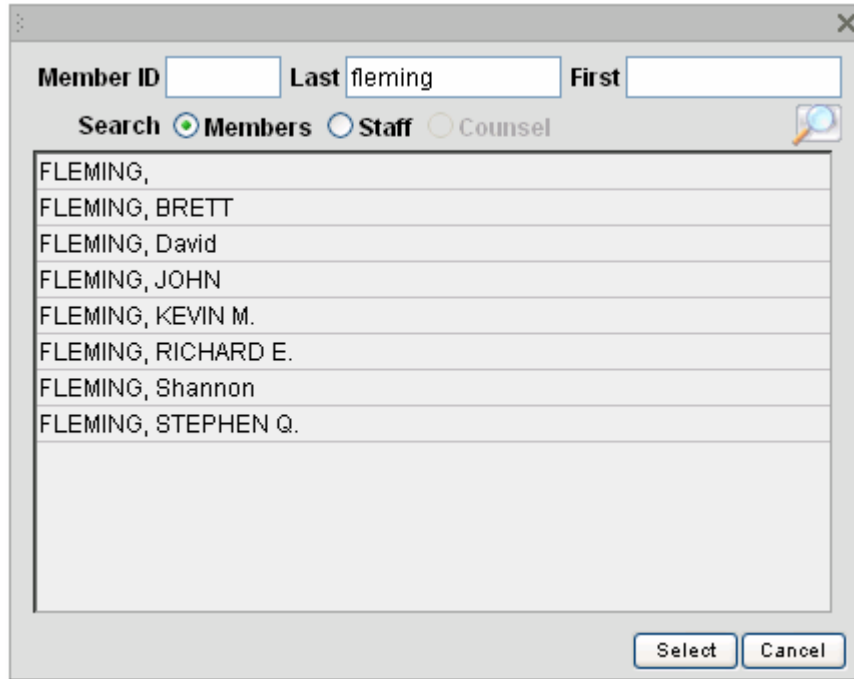 Member ID Last fleming First
Search Members Staff Counsel
FLEMING,
FLEMING, BRETT
FLEMING, David
FLEMING, JOHN
FLEMING, KEVIN M.
FLEMING, RICHARD E.
FLEMING, Shannon
FLEMING, STEPHEN Q.
Select Cancel